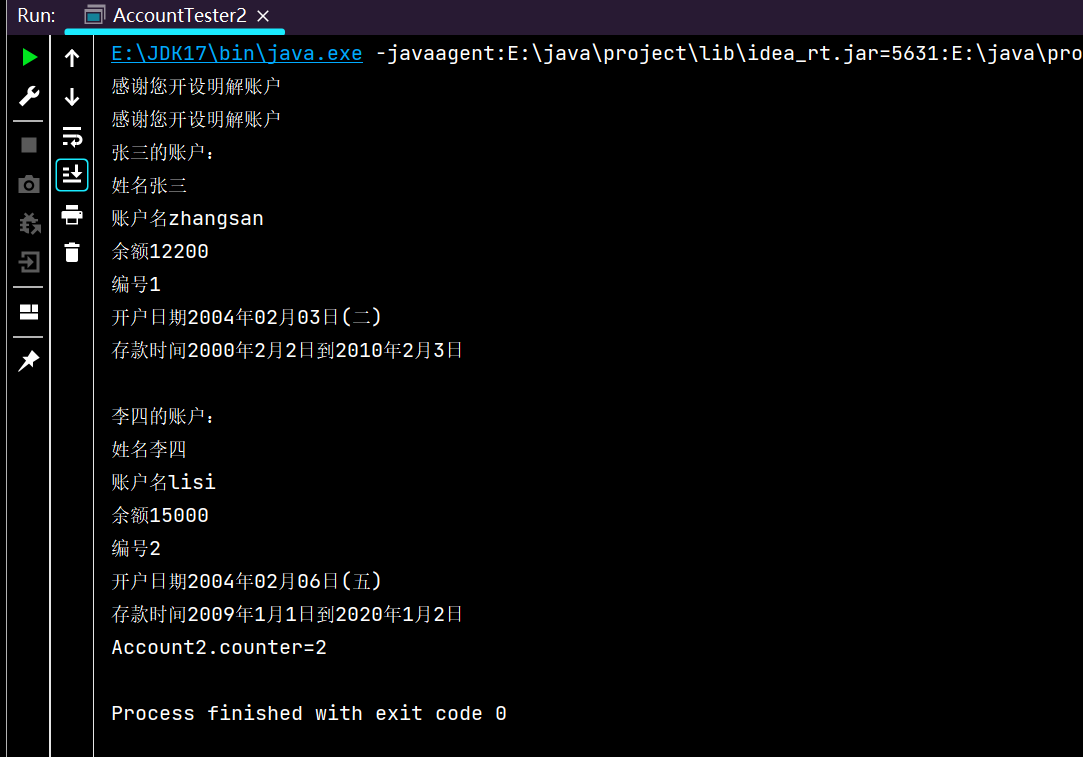 Run: AccountTester2 ×
E:\JDK17\bin\java.exe -javaagent:E:\java\project\lib\idea_rt.jar=5631:E:\java\pro
感谢您开设明解账户
感谢您开设明解账户
张三的账户：
姓名张三
账户名zhangsan
余额12200
编号1
开户日期2004年02月03日(二)
存款时间2000年2月2日到2010年2月3日
李四的账户：
姓名李四
账户名lisi
余额15000
编号2
开户日期2004年02月06日(五)
存款时间2009年1月1日到2020年1月2日
Account2.counter=2
Process finished with exit code 0